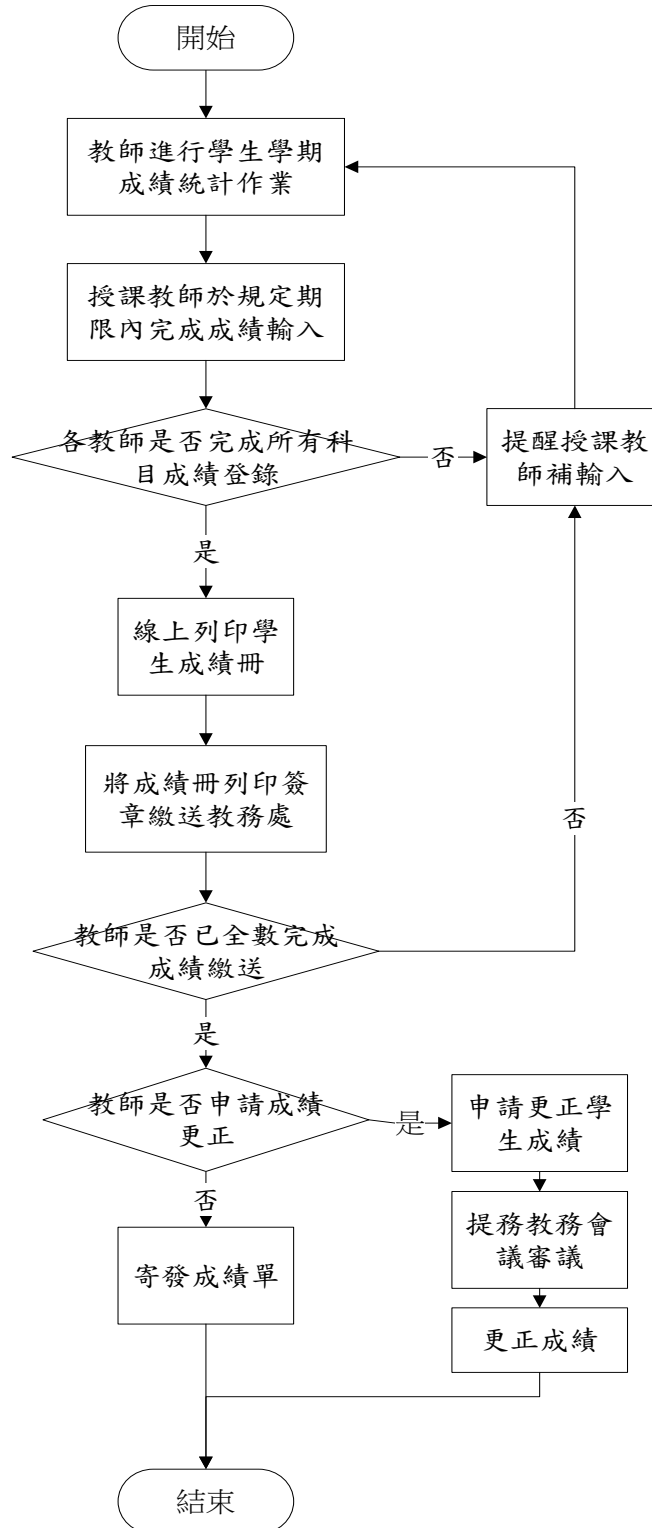 開始
教師進行學生學期
成績統計作業
授課教師於規定期
限內完成成績輸入
各教師是否完成所有科
目成績登錄
否
提醒授課教
師補輸入
是
線上列印學
生成績冊
將成績冊列印簽
章繳送教務處
否
教師是否已全數完成
成績繳送
是
教師是否申請成績
更正
是
申請更正學
生成績
否
提務教務會
議審議
寄發成績單
更正成績
結束